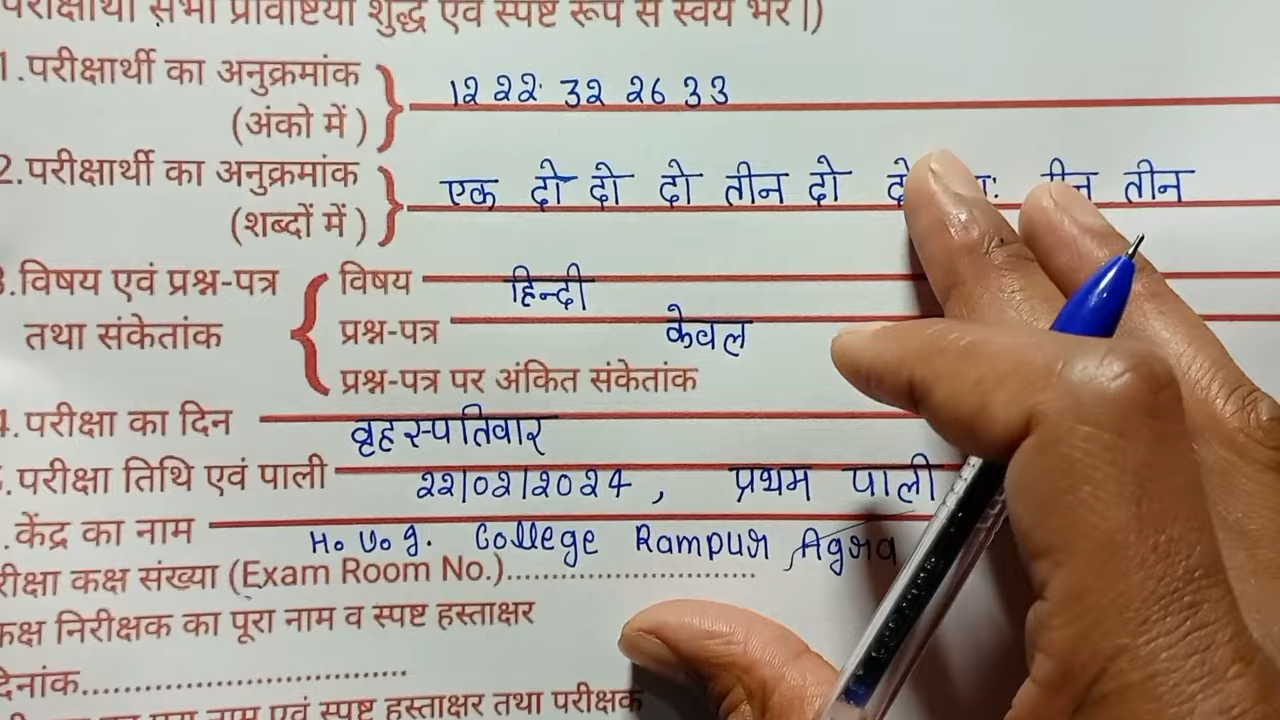 परीक्षार्थी सभी प्रविष्टियाँ शुद्ध एवं स्पष्ट रूप से स्वयं भरें।)
1.परीक्षार्थी का अनुक्रमांक (अंको में ) 12 22 32 26 33
2.परीक्षार्थी का अनुक्रमांक (शब्दों में ) एक दो दो दो तीन दो तीन तीन
3.विषय एवं प्रश्न-पत्र तथा संकेतांक
विषय हिन्दी
प्रश्न-पत्र केवल
प्रश्न-पत्र पर अंकित संकेतांक
4.परीक्षा का दिन वृहस्पतिवार
5.परीक्षा तिथि एवं पाली 22/02/2024, प्रथम पाली
.केंद्र का नाम H.V.g. College Rampur Agra
रीक्षा कक्ष संख्या (Exam Room No.)........................
कक्ष निरीक्षक का पूरा नाम व स्पष्ट हस्ताक्षर
दिनांक................................
नाम एवं स्पष्ट हस्ताक्षर तथा परीक्षक